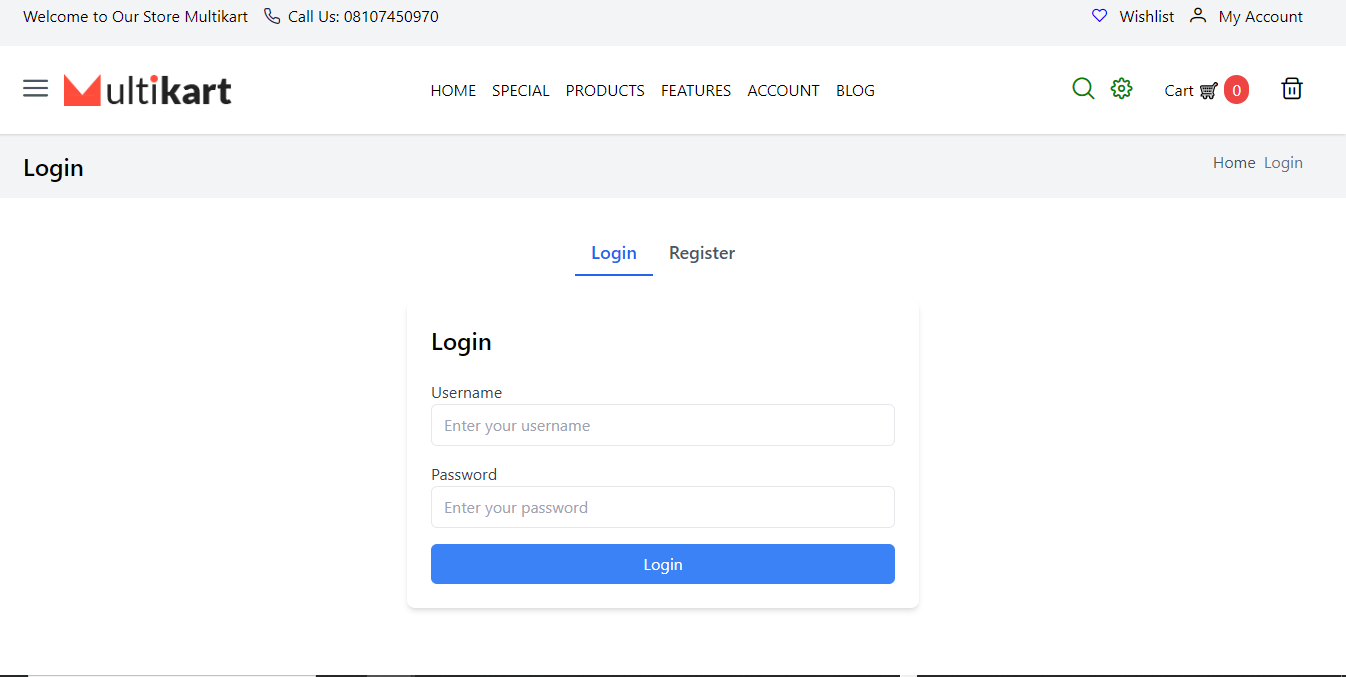 Welcome to Our Store Multikart Call Us: 08107450970 Wishlist My Account
Multikart HOME SPECIAL PRODUCTS FEATURES ACCOUNT BLOG Cart 0
Login Home Login
Login Register
Login
Username
Enter your username
Password
Enter your password
Login